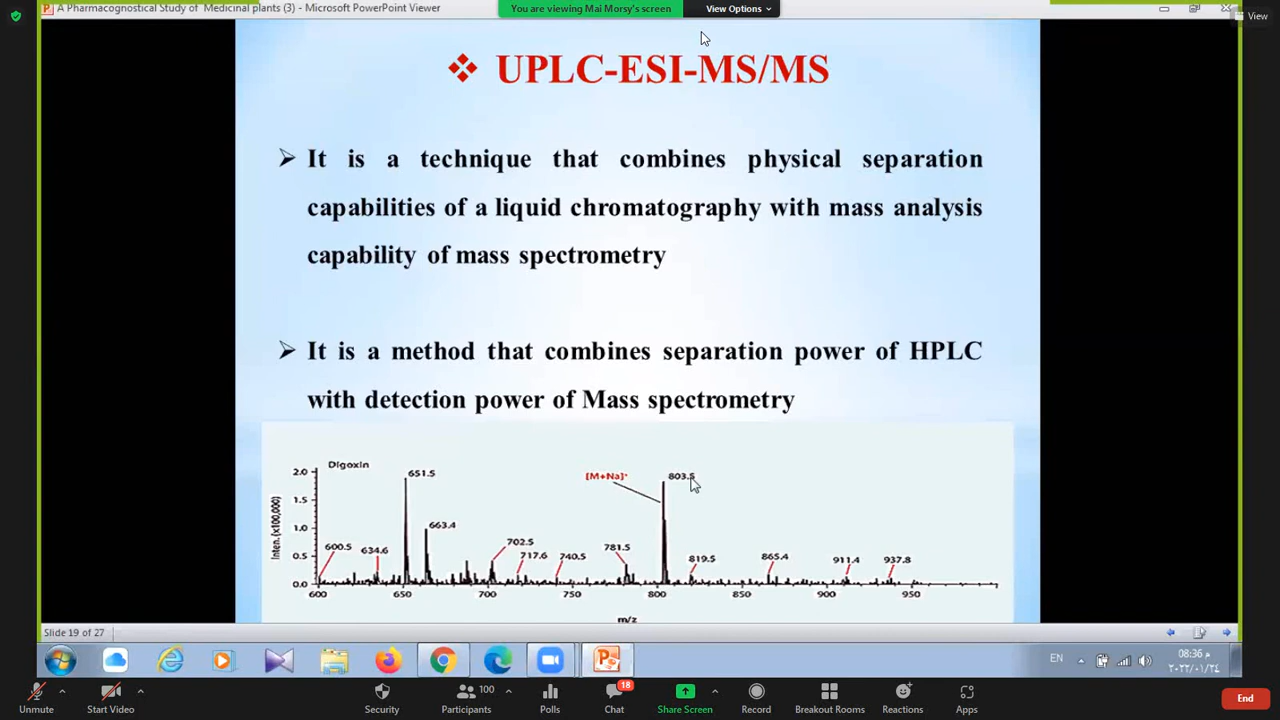 A Pharmacognostical Study of Medicinal plants (3) - Microsoft PowerPoint Viewer
You are viewing Mai Morsy's screen
View Options
View
❖ UPLC-ESI-MS/MS
➢ It is a technique that combines physical separation
capabilities of a liquid chromatography with mass analysis
capability of mass spectrometry
➢ It is a method that combines separation power of HPLC
with detection power of Mass spectrometry
Digoxin
Inten.(x100,000)
2.0
1.5
1.0
0.5
0.0
600.5
634.6
651.5
663.4
702.5
717.6
740.5
781.5
[M+Na]⁺
803.5
819.5
865.4
911.4
937.8
600 650 700 750 800 850 900 950
m/z
Slide 19 of 27
EN
08:36 م
٢٠٢٢/٠١/٢٤
Unmute
Start Video
Security
Participants 100
Polls
Chat 18
Share Screen
Record
Breakout Rooms
Reactions
Apps
End